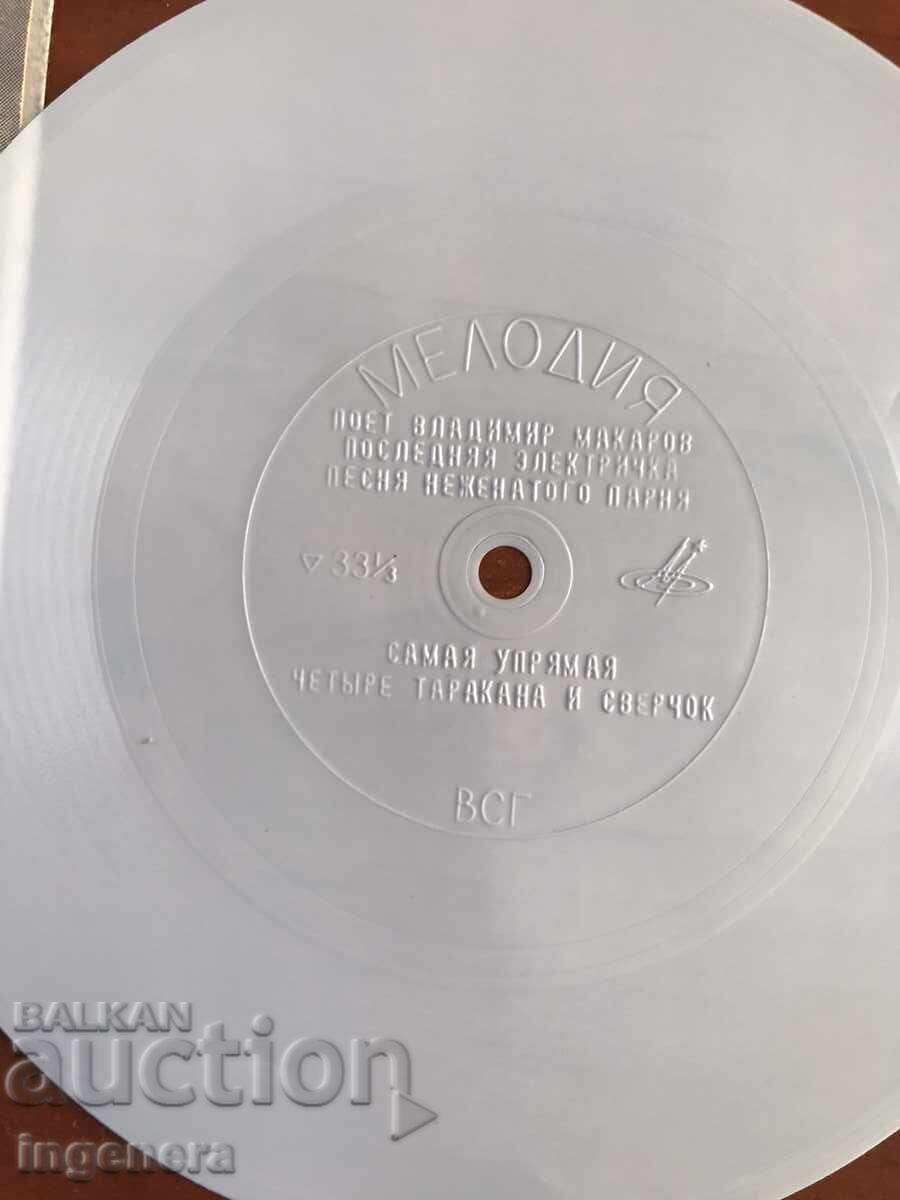 МЕЛОДИЯ
ПОЕТ ВЛАДИМИР МАКАРОВ
ПОСЛЕДНЯЯ ЭЛЕКТРИЧКА
ПЕСНЯ НЕЖЕНАТОГО ПАРНЯ
▽ 33⅓
САМАЯ УПРЯМАЯ
ЧЕТЫРЕ ТАРАКАНА И СВЕРЧОК
ВСГ
BALKAN
auction
ingenera